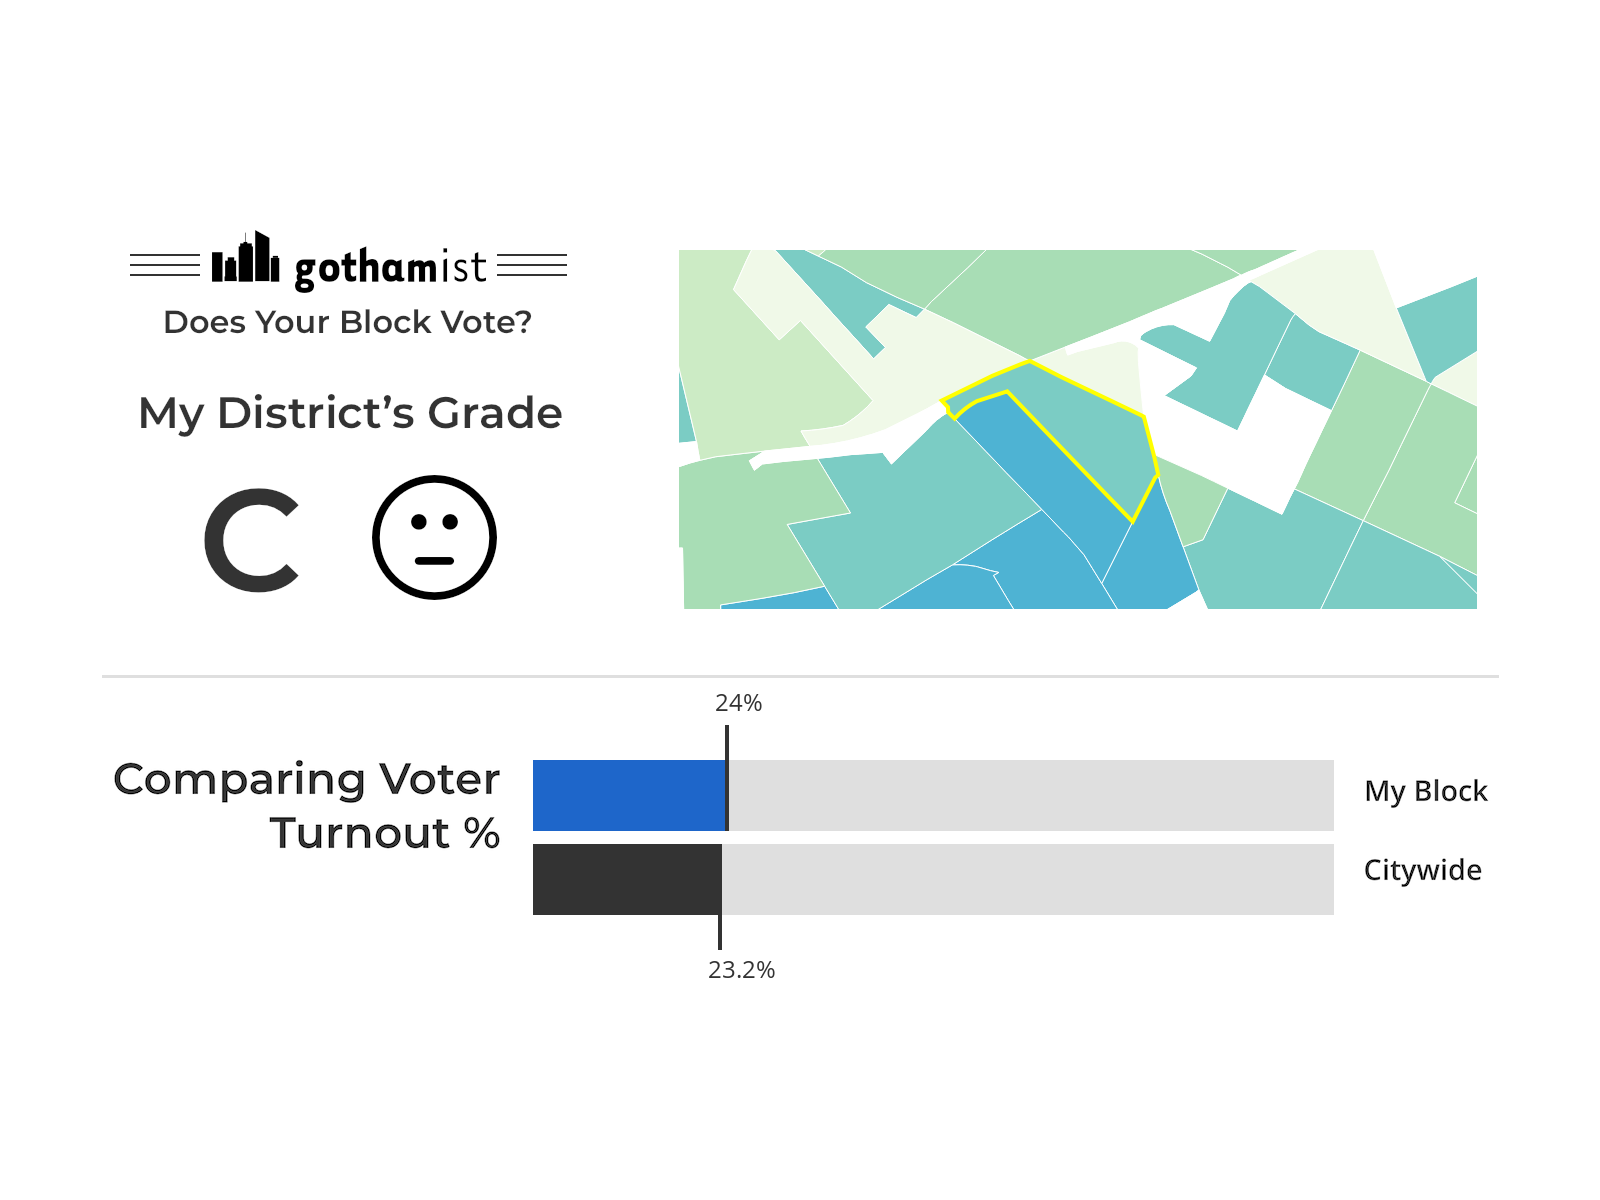 gothamist
Does Your Block Vote?
My District’s Grade
C
24%
Comparing Voter
Turnout %
My Block
Citywide
23.2%